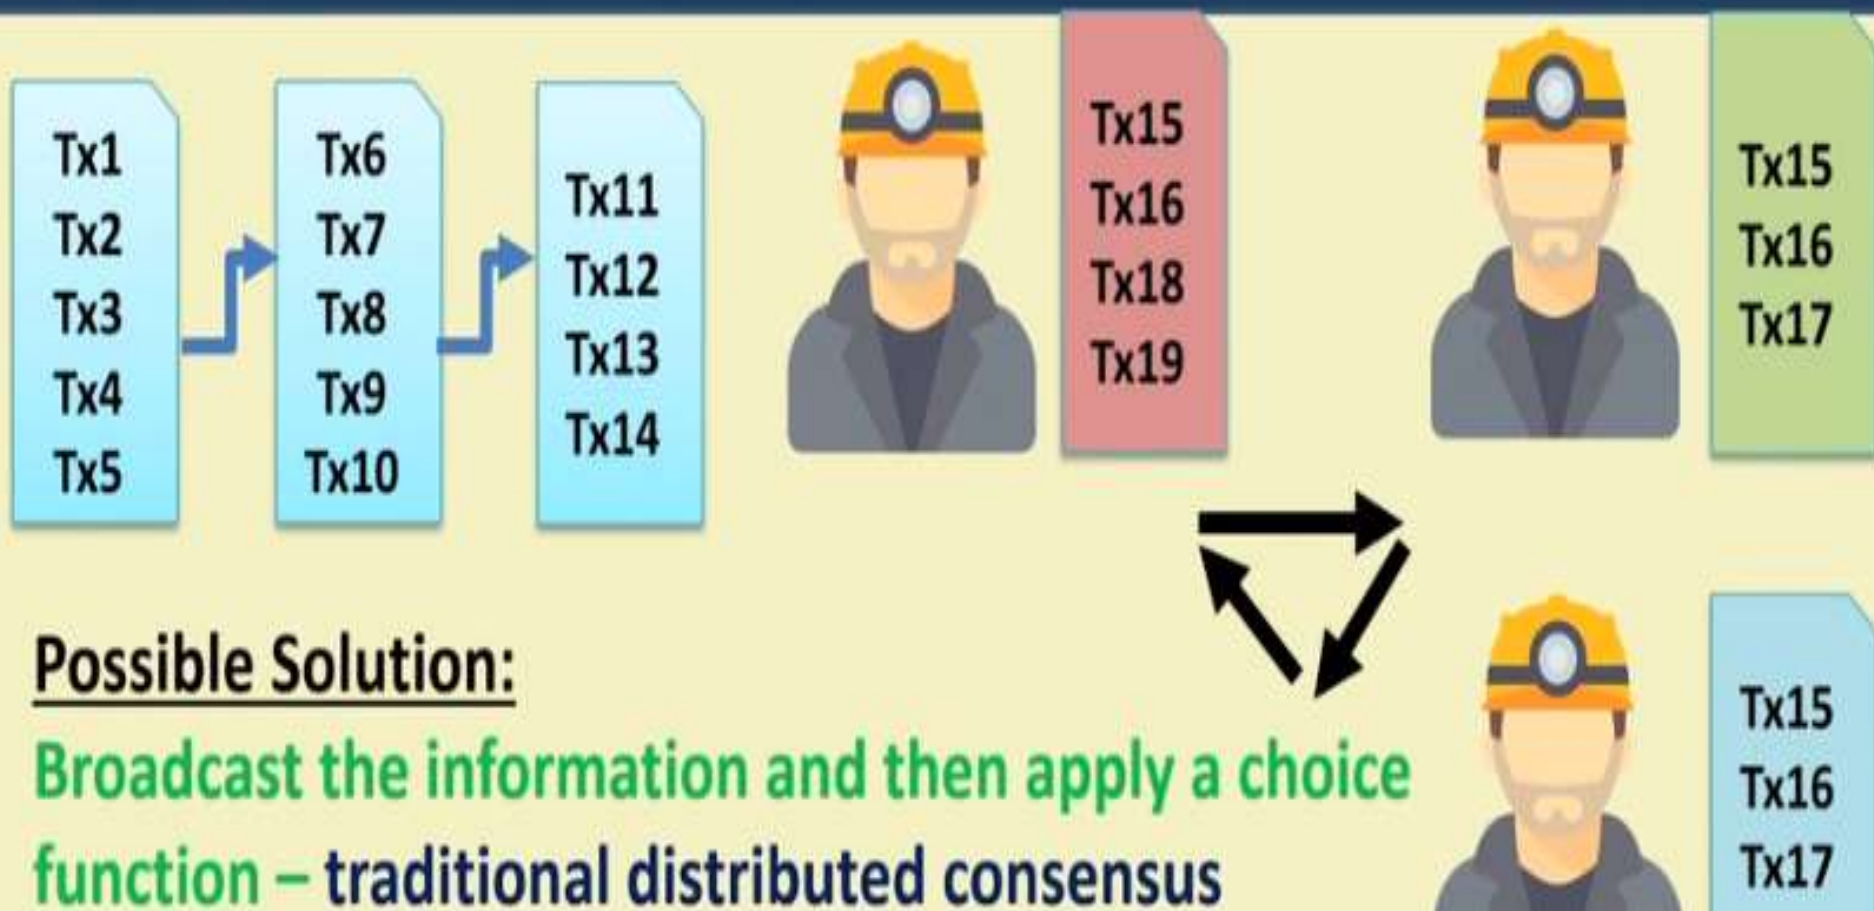 Tx1
Tx2
Tx3
Tx4
Tx5
Tx6
Tx7
Tx8
Tx9
Tx10
Tx11
Tx12
Tx13
Tx14
Tx15
Tx16
Tx18
Tx19
Tx15
Tx16
Tx17
Possible Solution:
Broadcast the information and then apply a choice
function – traditional distributed consensus
Tx15
Tx16
Tx17